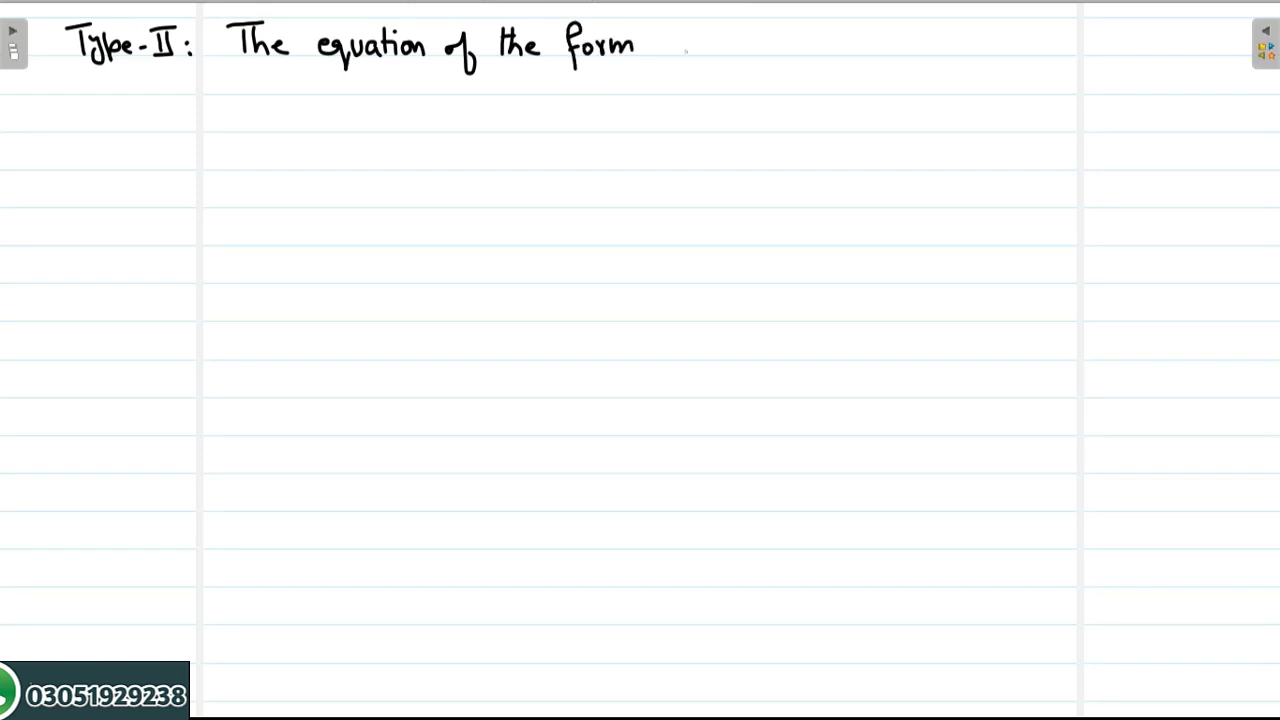 Type-II: The equation of the form
03051929238